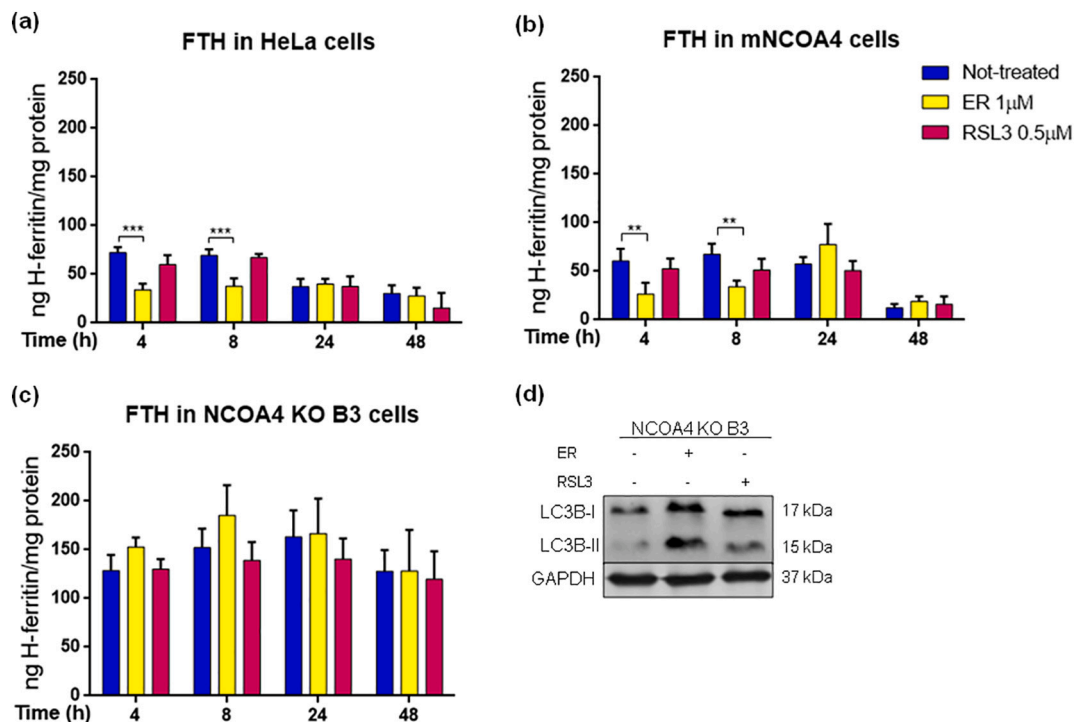 (a)
FTH in HeLa cells
ng H-ferritin/mg protein
250
200
150
100
50
0
***
***
Time (h)
4 8 24 48
(b)
FTH in mNCOA4 cells
ng H-ferritin/mg protein
250
200
150
100
50
0
**
**
Time (h)
4 8 24 48
Not-treated
ER 1μM
RSL3 0.5μM
(c)
FTH in NCOA4 KO B3 cells
ng H-ferritin/mg protein
250
200
150
100
50
0
Time (h)
4 8 24 48
(d)
NCOA4 KO B3
ER - + -
RSL3 - - +
LC3B-I 17 kDa
LC3B-II 15 kDa
GAPDH 37 kDa